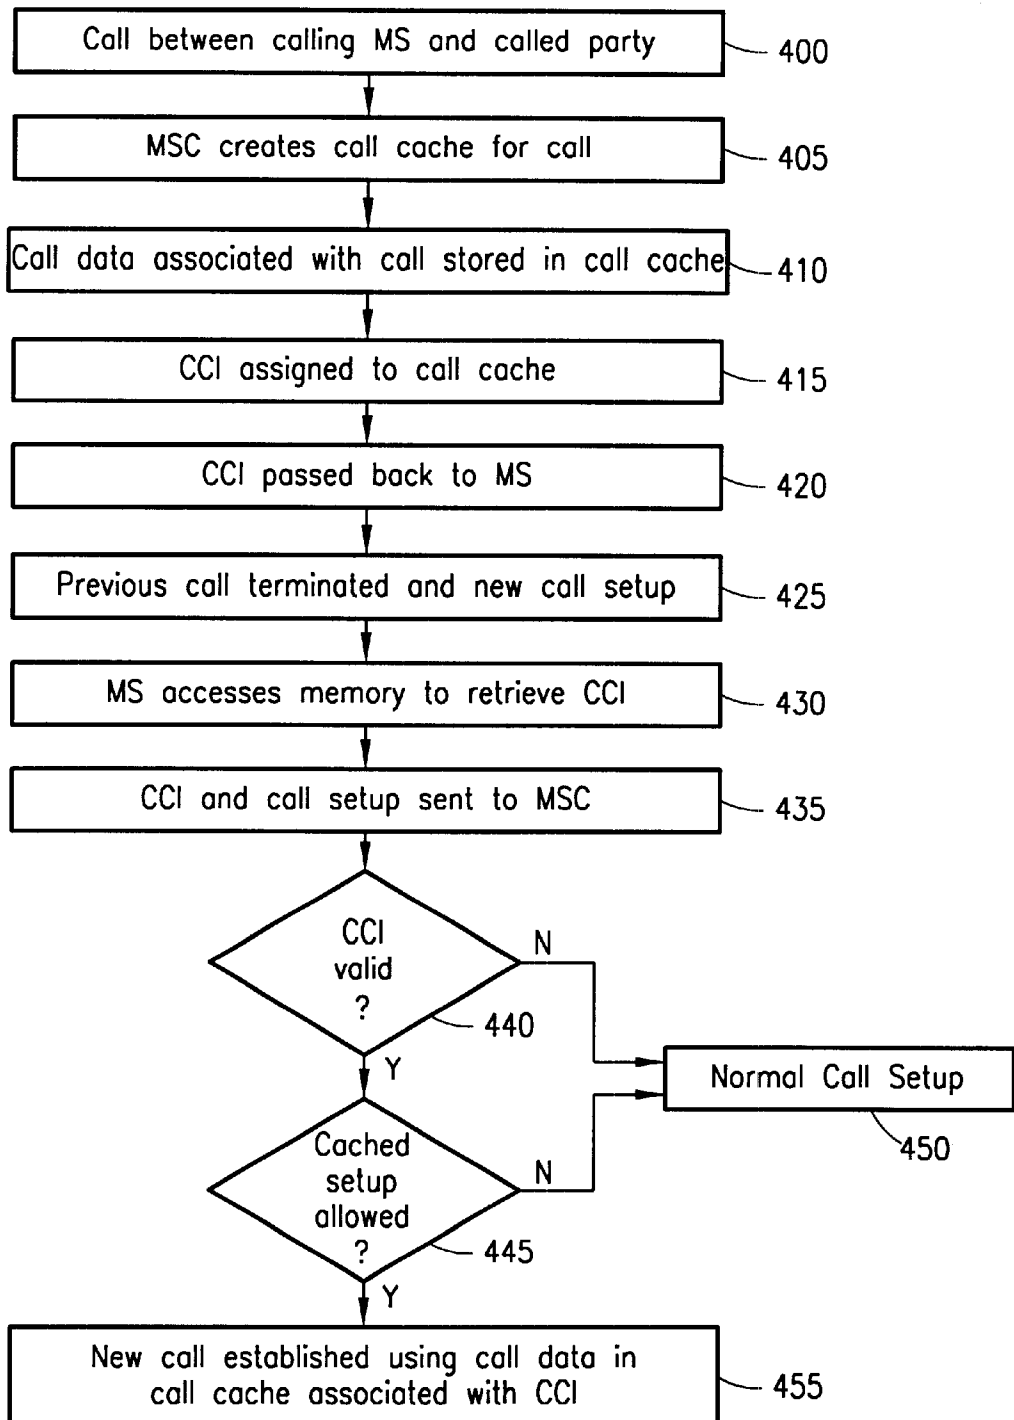 Call between calling MS and called party
400
MSC creates call cache for call
405
Call data associated with call stored in call cache
410
CCI assigned to call cache
415
CCI passed back to MS
420
Previous call terminated and new call setup
425
MS accesses memory to retrieve CCI
430
CCI and call setup sent to MSC
435
CCI
valid
?
N
440
Y
Normal Call Setup
450
Cached
setup
allowed
?
N
445
Y
New call established using call data in
call cache associated with CCI
455